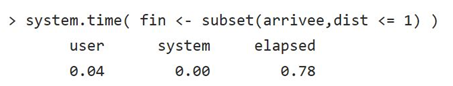 > system.time( fin <- subset(arrivee,dist <= 1) )
user system elapsed
0.04 0.00 0.78